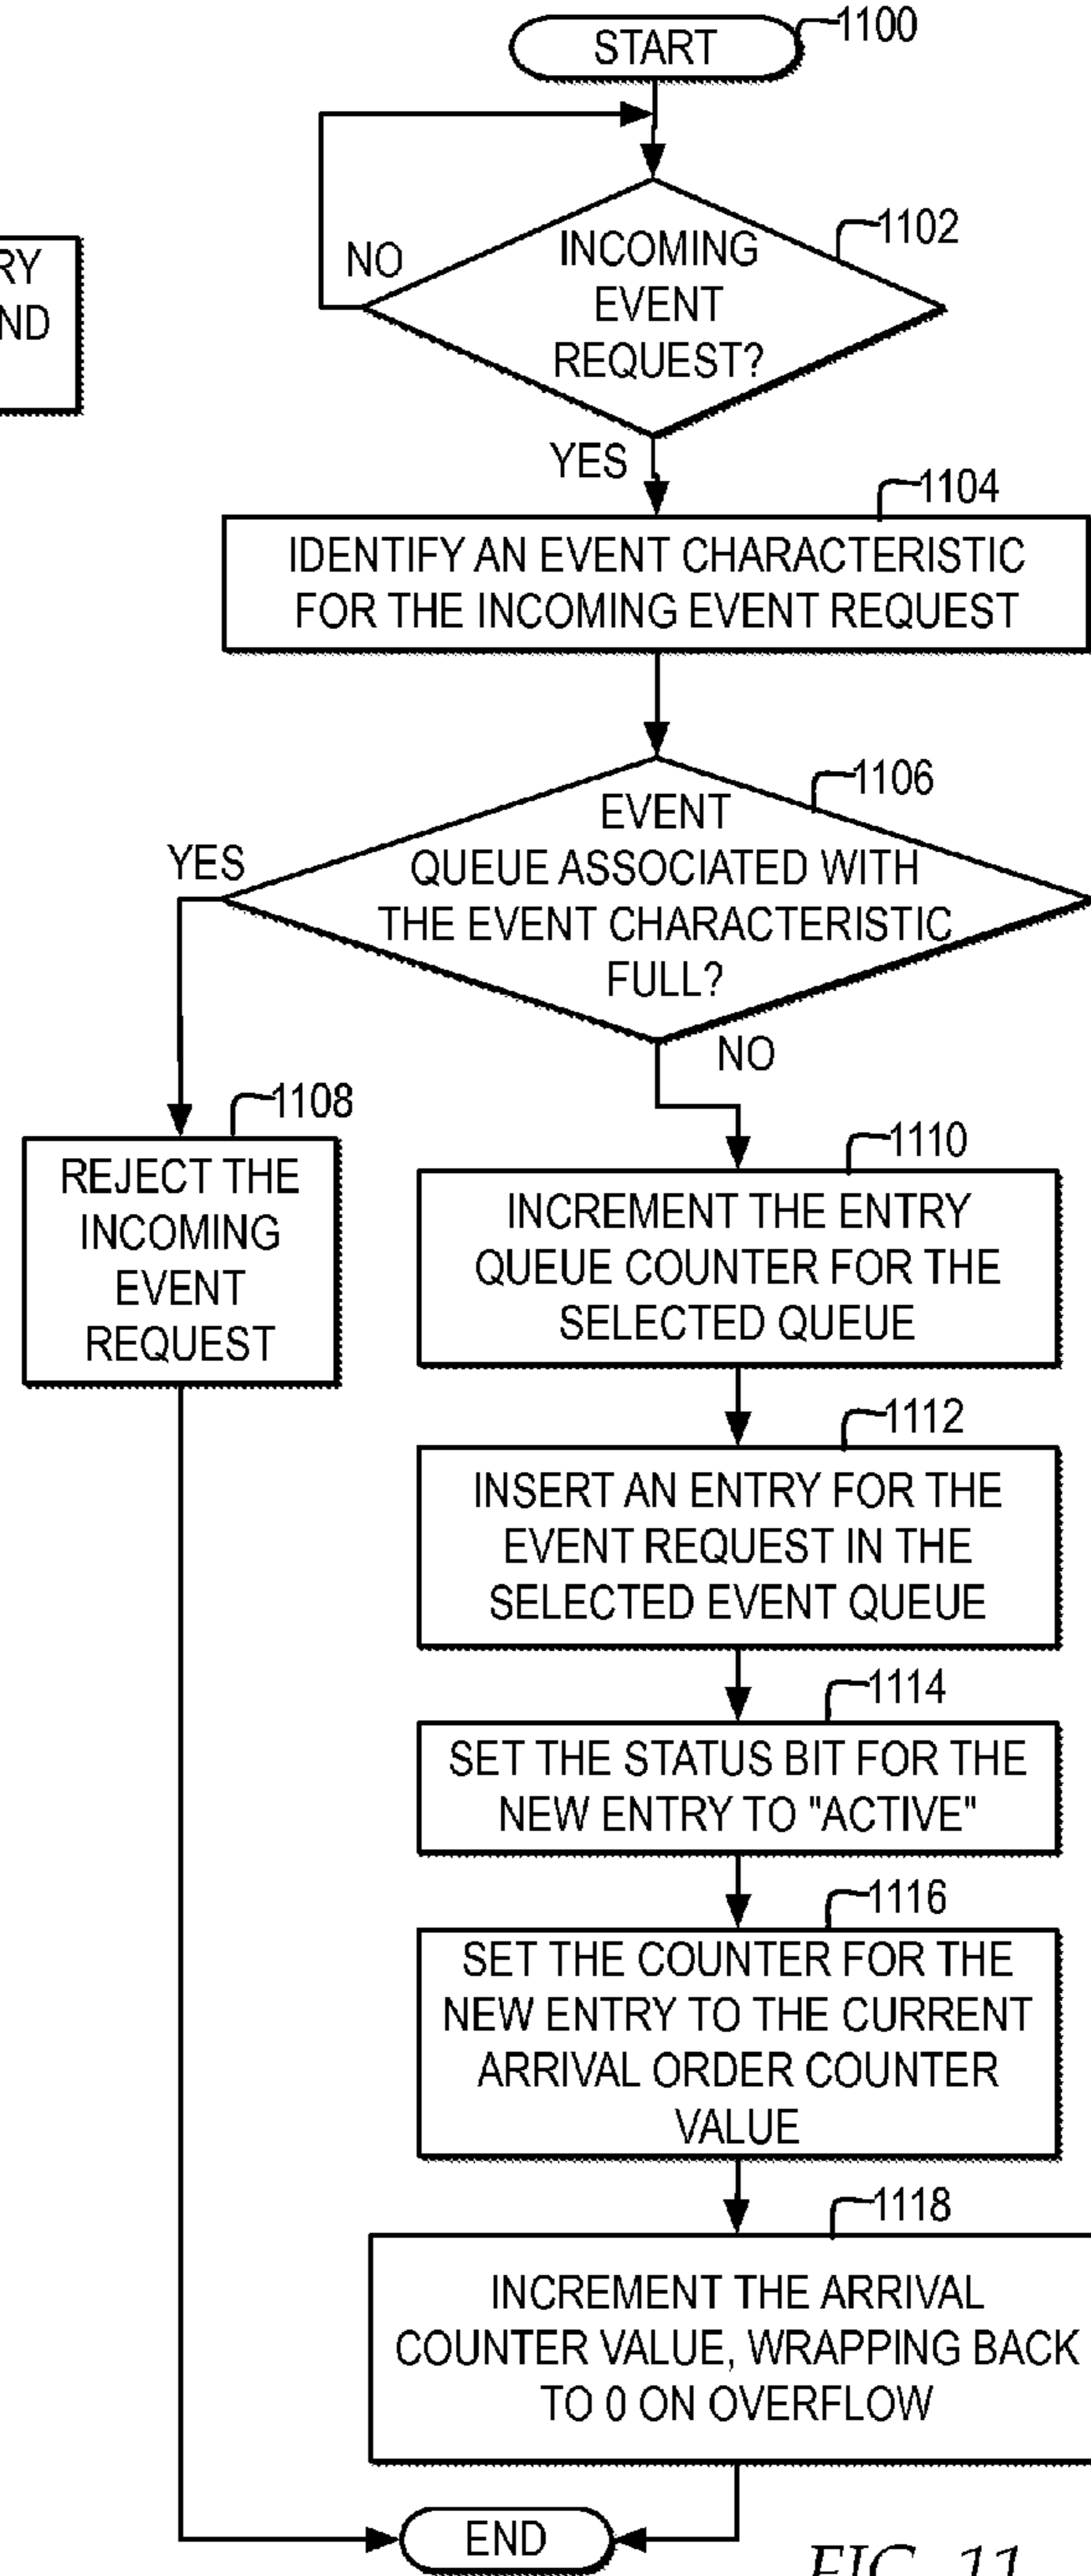 START
1100
INCOMING
EVENT
REQUEST?
1102
NO
YES
1104
IDENTIFY AN EVENT CHARACTERISTIC
FOR THE INCOMING EVENT REQUEST
1106
EVENT
QUEUE ASSOCIATED WITH
THE EVENT CHARACTERISTIC
FULL?
YES
NO
1108
REJECT THE
INCOMING
EVENT
REQUEST
1110
INCREMENT THE ENTRY
QUEUE COUNTER FOR THE
SELECTED QUEUE
1112
INSERT AN ENTRY FOR THE
EVENT REQUEST IN THE
SELECTED EVENT QUEUE
1114
SET THE STATUS BIT FOR THE
NEW ENTRY TO "ACTIVE"
1116
SET THE COUNTER FOR THE
NEW ENTRY TO THE CURRENT
ARRIVAL ORDER COUNTER
VALUE
1118
INCREMENT THE ARRIVAL
COUNTER VALUE, WRAPPING BACK
TO 0 ON OVERFLOW
END
FIG. 11